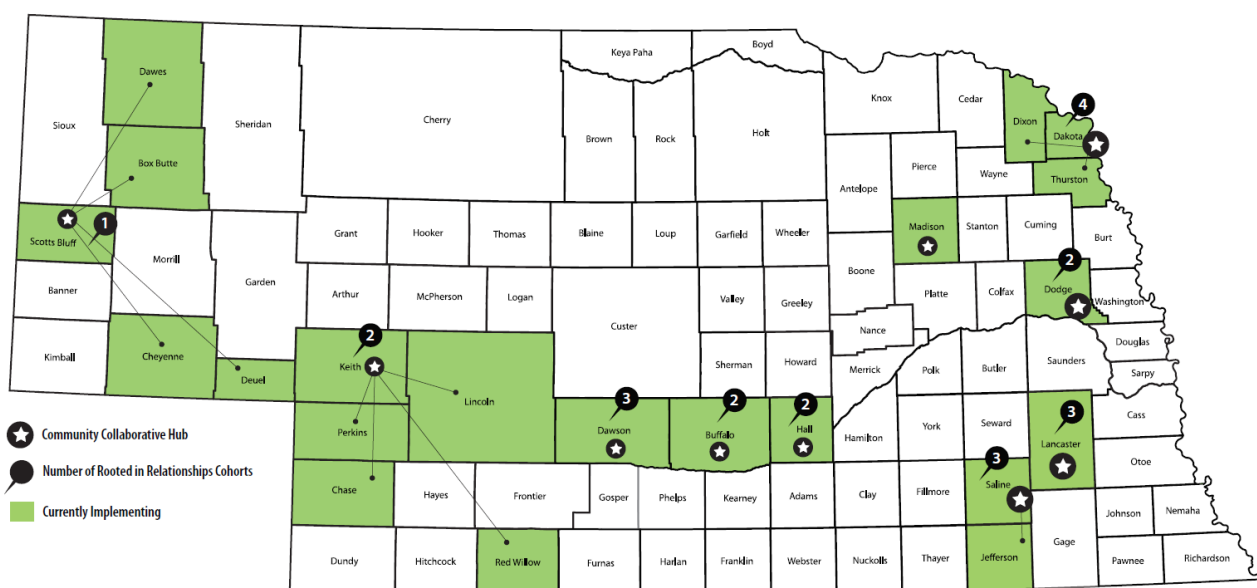 Boyd
Keya Paha
Dawes
Knox
Cedar
4
Dixon
Dakota
Sioux
Sheridan
Cherry
Brown
Rock
Holt
Box Butte
Pierce
Wayne
Thurston
Antelope
1
Scotts Bluff
Morrill
Grant
Hooker
Thomas
Blaine
Loup
Garfield
Wheeler
Madison
Stanton
Cuming
Burt
Banner
Garden
Boone
2
Arthur
McPherson
Logan
Valley
Greeley
Platte
Colfax
Dodge
Washington
Custer
Nance
Kimball
Cheyenne
2
Keith
Sherman
Howard
Merrick
Polk
Butler
Saunders
Douglas
Sarpy
Deuel
Lincoln
3
2
2
3
Cass
Perkins
Dawson
Buffalo
Hall
Hamilton
York
Seward
Lancaster
Community Collaborative Hub
Otoe
3
Number of Rooted in Relationships Cohorts
Chase
Hayes
Frontier
Gosper
Phelps
Kearney
Adams
Clay
Fillmore
Saline
Currently Implementing
Johnson
Nemaha
Gage
Dundy
Hitchcock
Red Willow
Furnas
Harlan
Franklin
Webster
Nuckolls
Thayer
Jefferson
Pawnee
Richardson